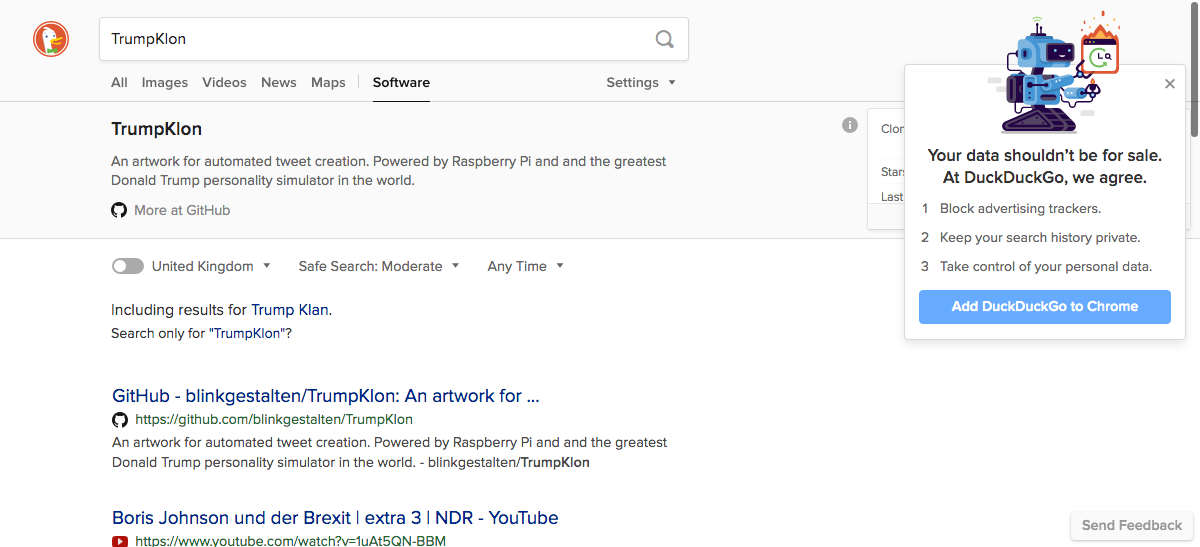 TrumpKlon
All Images Videos News Maps Software Settings
TrumpKlon
An artwork for automated tweet creation. Powered by Raspberry Pi and and the greatest
Donald Trump personality simulator in the world.
More at GitHub
Stars
Last
Your data shouldn't be for sale.
At DuckDuckGo, we agree.
1 Block advertising trackers.
2 Keep your search history private.
3 Take control of your personal data.
Add DuckDuckGo to Chrome
United Kingdom Safe Search: Moderate Any Time
Including results for Trump Klan.
Search only for "TrumpKlon"?
GitHub - blinkgestalten/TrumpKlon: An artwork for ...
https://github.com/blinkgestalten/TrumpKlon
An artwork for automated tweet creation. Powered by Raspberry Pi and and the greatest
Donald Trump personality simulator in the world. - blinkgestalten/TrumpKlon
Boris Johnson und der Brexit | extra 3 | NDR - YouTube
https://www.youtube.com/watch?v=1uAt5QN-BBM
Send Feedback